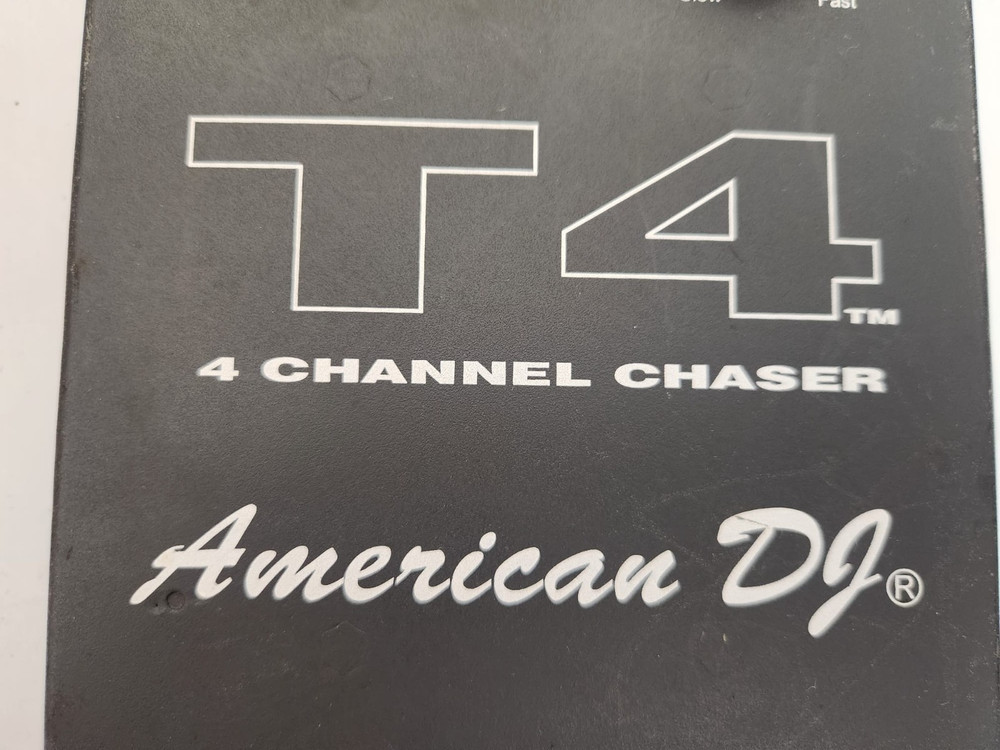 Fast
T4™
4 CHANNEL CHASER
American DJ®